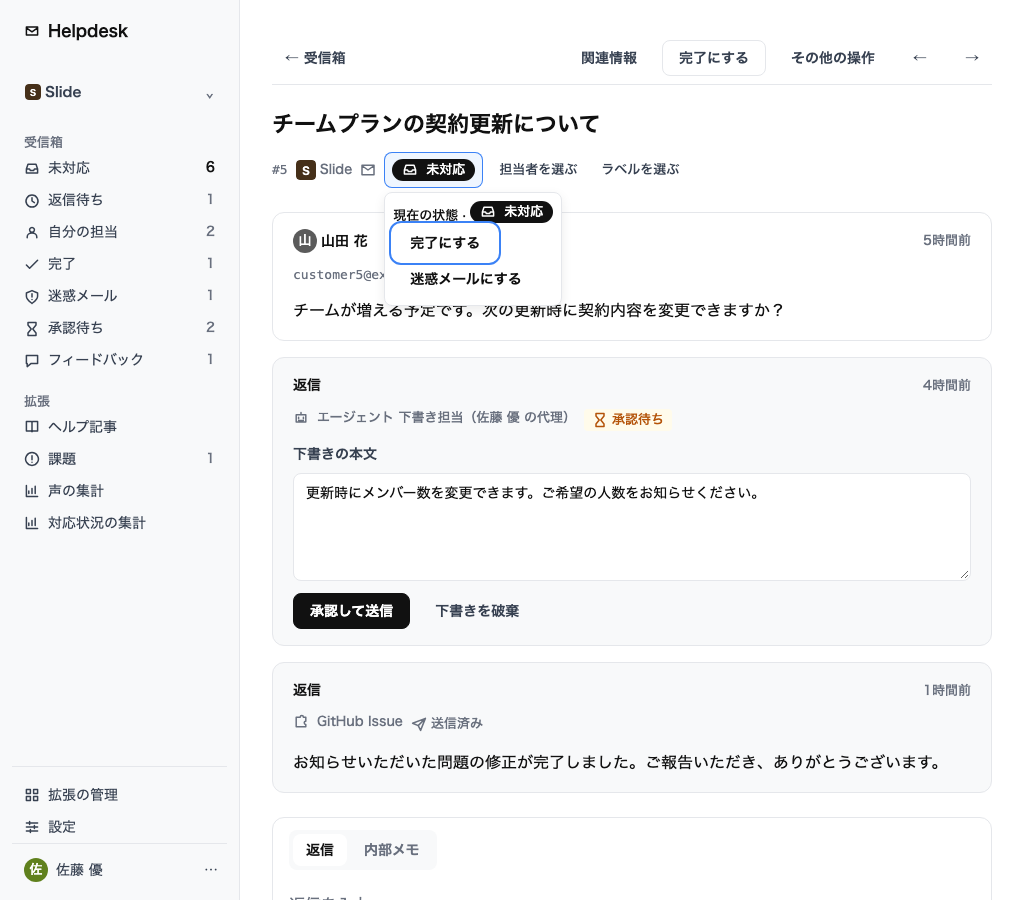 Helpdesk
S Slide
受信箱
未対応 6
返信待ち 1
自分の担当 2
完了 1
迷惑メール 1
承認待ち 2
フィードバック 1
拡張
ヘルプ記事
課題 1
声の集計
対応状況の集計
拡張の管理
設定
佐 佐藤 優 …
← 受信箱 関連情報 完了にする その他の操作 ← →
チームプランの契約更新について
#5 S Slide 未対応 担当者を選ぶ ラベルを選ぶ
現在の状態 · 未対応
完了にする
迷惑メールにする
山 山田 花 5時間前
customer5@ex
チームが増える予定です。次の更新時に契約内容を変更できますか？
返信 4時間前
エージェント 下書き担当（佐藤 優 の代理） 承認待ち
下書きの本文
更新時にメンバー数を変更できます。ご希望の人数をお知らせください。
承認して送信 下書きを破棄
返信 1時間前
GitHub Issue 送信済み
お知らせいただいた問題の修正が完了しました。ご報告いただき、ありがとうございます。
返信 内部メモ